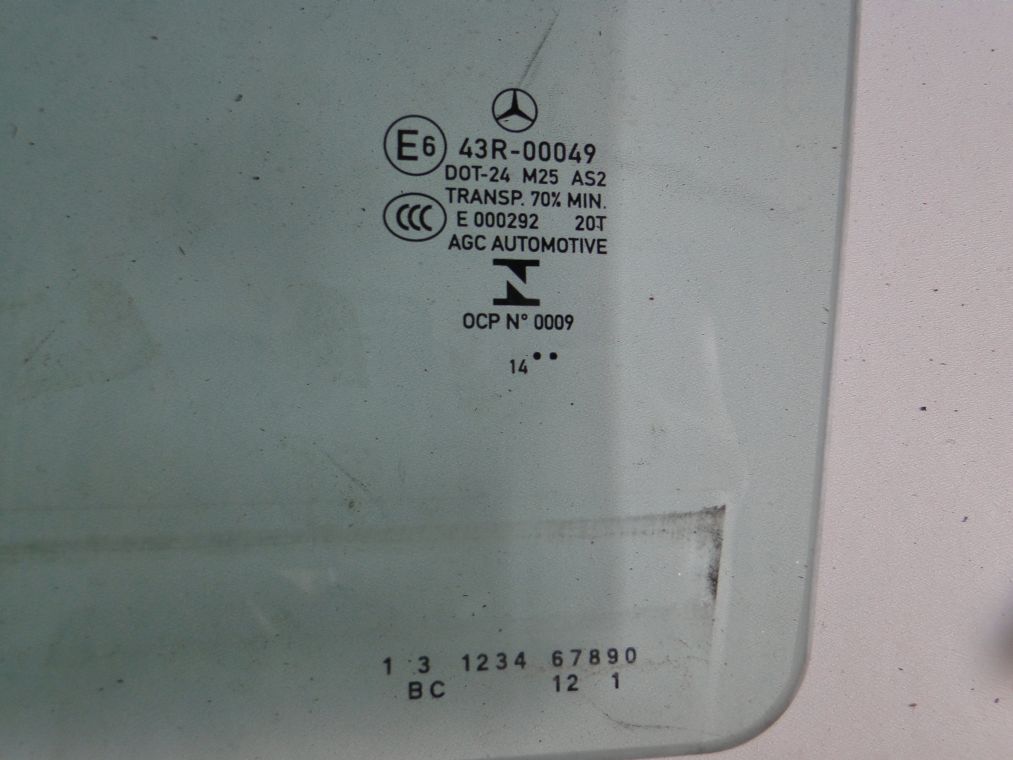 E6 43R-00049
DOT-24 M25 AS2
TRANSP. 70% MIN.
CCC E 000292 20T
AGC AUTOMOTIVE
OCP N° 0009
14 ••
1 3 1234 67890
BC 12 1